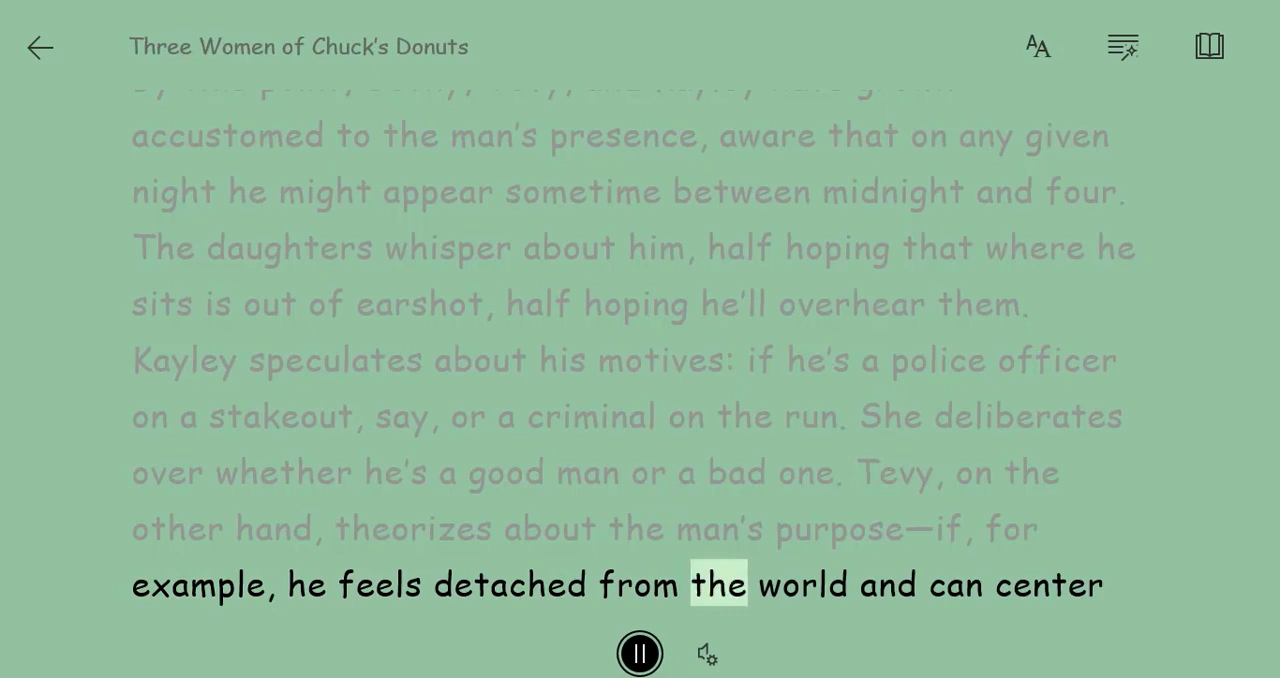 Three Women of Chuck's Donuts
accustomed to the man's presence, aware that on any given
night he might appear sometime between midnight and four.
The daughters whisper about him, half hoping that where he
sits is out of earshot, half hoping he'll overhear them.
Kayley speculates about his motives: if he's a police officer
on a stakeout, say, or a criminal on the run. She deliberates
over whether he's a good man or a bad one. Tevy, on the
other hand, theorizes about the man's purpose—if, for
example, he feels detached from the world and can center